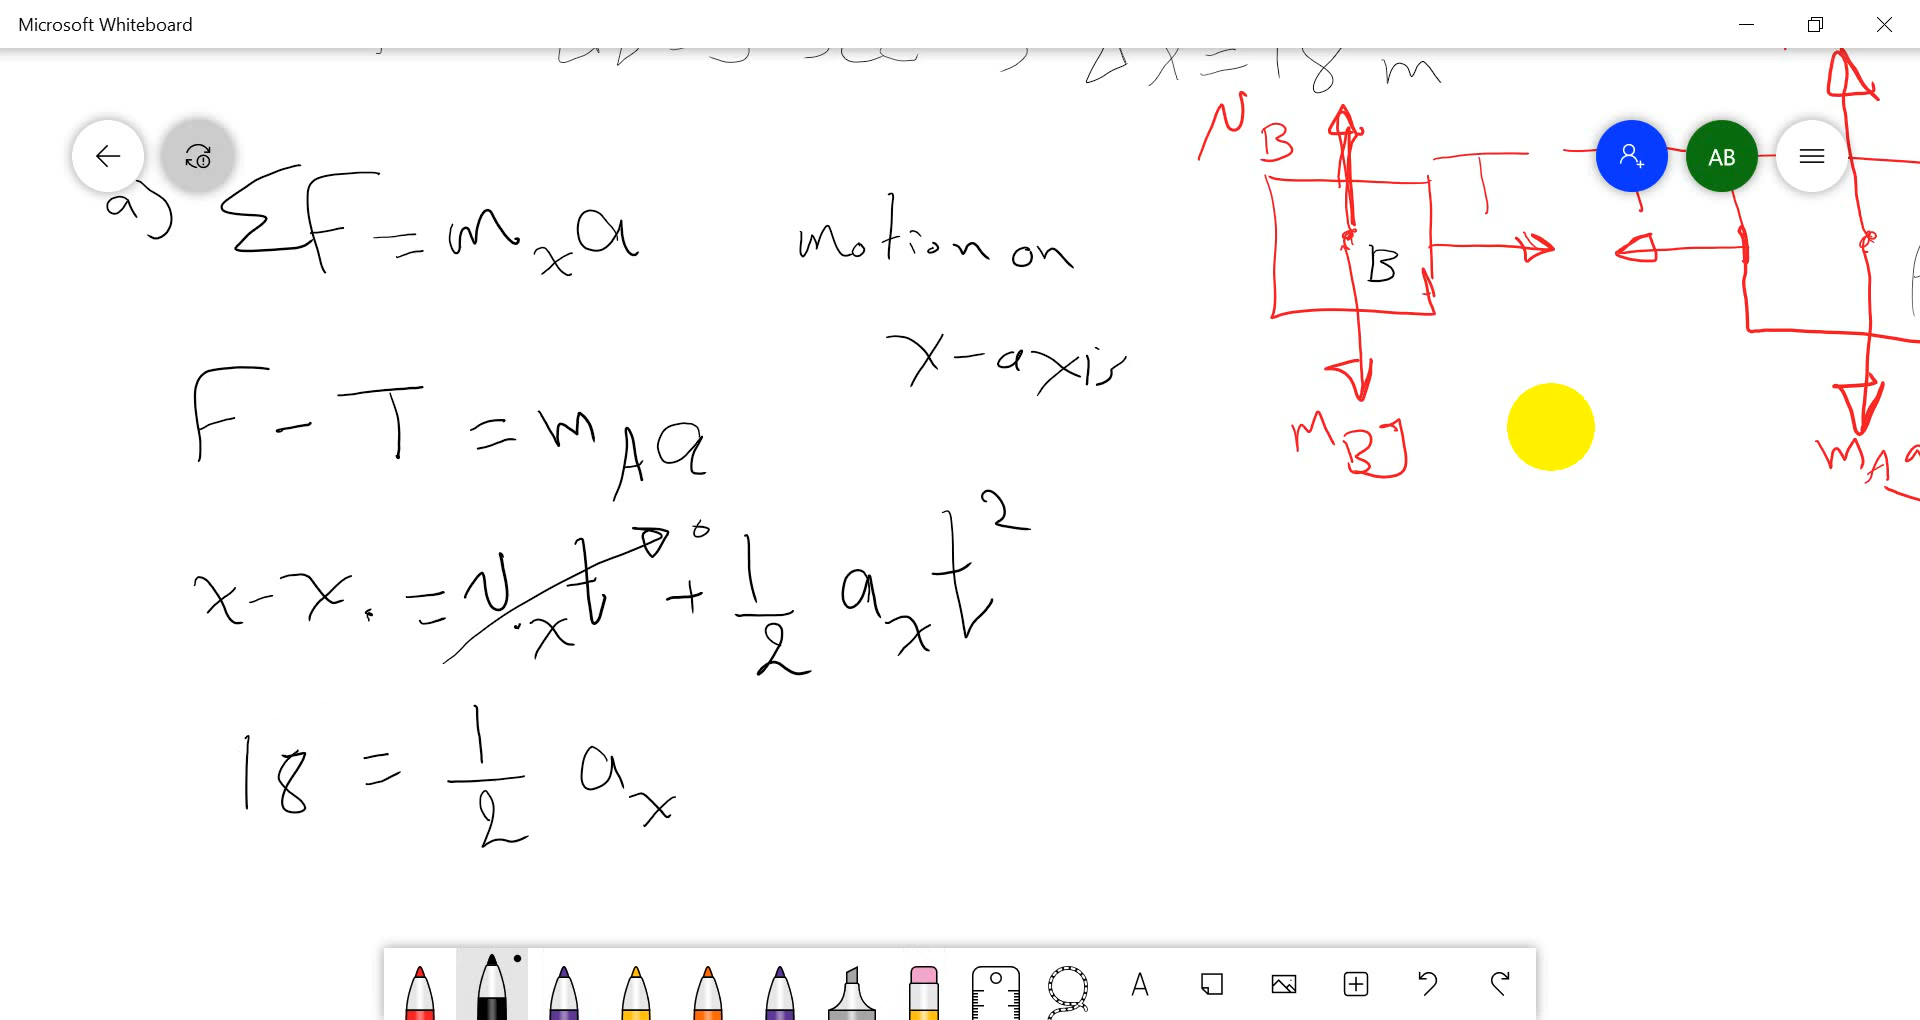 Microsoft Whiteboard
Δx = 18 m
a) ΣF = mₓa motion on
x-axis
F - T = m_A a
x - x₀ = v₀ₓt 0 + 1/2 aₓt²
18 = 1/2 aₓ
N_B
T
B
m_B g
m_A
AB
A